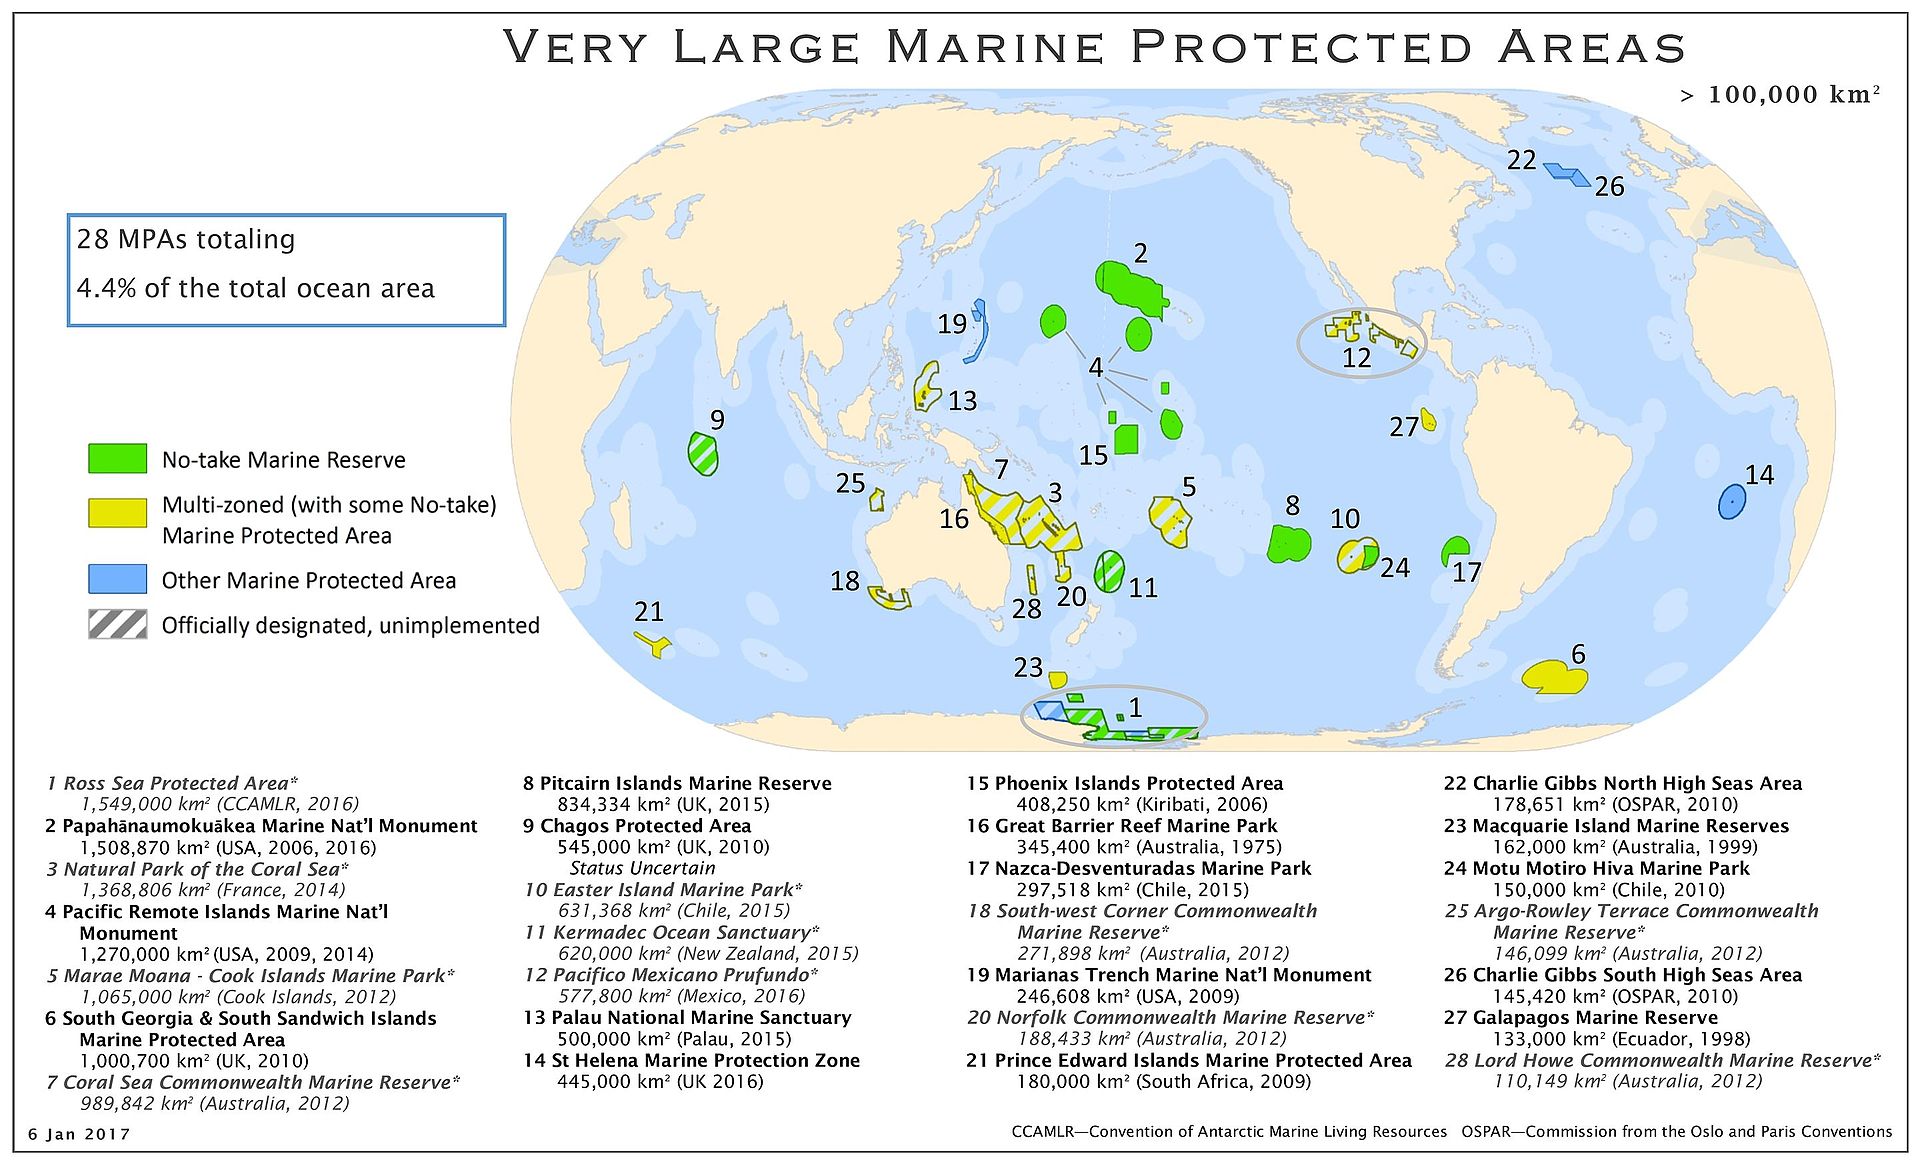 VERY LARGE MARINE PROTECTED AREAS
> 100,000 km²
28 MPAs totaling
4.4% of the total ocean area
No-take Marine Reserve
Multi-zoned (with some No-take)
Marine Protected Area
Other Marine Protected Area
Officially designated, unimplemented
22
26
2
19
4
12
13
9
27
15
14
7
25
3
5
16
8
10
24
17
18
11
20
28
21
23
6
1
1 Ross Sea Protected Area*
1,549,000 km² (CCAMLR, 2016)
2 Papahānaumokuākea Marine Nat'l Monument
1,508,870 km² (USA, 2006, 2016)
3 Natural Park of the Coral Sea*
1,368,806 km² (France, 2014)
4 Pacific Remote Islands Marine Nat'l
Monument
1,270,000 km² (USA, 2009, 2014)
5 Marae Moana - Cook Islands Marine Park*
1,065,000 km² (Cook Islands, 2012)
6 South Georgia & South Sandwich Islands
Marine Protected Area
1,000,700 km² (UK, 2010)
7 Coral Sea Commonwealth Marine Reserve*
989,842 km² (Australia, 2012)
8 Pitcairn Islands Marine Reserve
834,334 km² (UK, 2015)
9 Chagos Protected Area
545,000 km² (UK, 2010)
Status Uncertain
10 Easter Island Marine Park*
631,368 km² (Chile, 2015)
11 Kermadec Ocean Sanctuary*
620,000 km² (New Zealand, 2015)
12 Pacifico Mexicano Prufundo*
577,800 km² (Mexico, 2016)
13 Palau National Marine Sanctuary
500,000 km² (Palau, 2015)
14 St Helena Marine Protection Zone
445,000 km² (UK 2016)
15 Phoenix Islands Protected Area
408,250 km² (Kiribati, 2006)
16 Great Barrier Reef Marine Park
345,400 km² (Australia, 1975)
17 Nazca-Desventuradas Marine Park
297,518 km² (Chile, 2015)
18 South-west Corner Commonwealth
Marine Reserve*
271,898 km² (Australia, 2012)
19 Marianas Trench Marine Nat'l Monument
246,608 km² (USA, 2009)
20 Norfolk Commonwealth Marine Reserve*
188,433 km² (Australia, 2012)
21 Prince Edward Islands Marine Protected Area
180,000 km² (South Africa, 2009)
22 Charlie Gibbs North High Seas Area
178,651 km² (OSPAR, 2010)
23 Macquarie Island Marine Reserves
162,000 km² (Australia, 1999)
24 Motu Motiro Hiva Marine Park
150,000 km² (Chile, 2010)
25 Argo-Rowley Terrace Commonwealth
Marine Reserve*
146,099 km² (Australia, 2012)
26 Charlie Gibbs South High Seas Area
145,420 km² (OSPAR, 2010)
27 Galapagos Marine Reserve
133,000 km² (Ecuador, 1998)
28 Lord Howe Commonwealth Marine Reserve*
110,149 km² (Australia, 2012)
6 Jan 2017
CCAMLR—Convention of Antarctic Marine Living Resources OSPAR—Commission from the Oslo and Paris Conventions